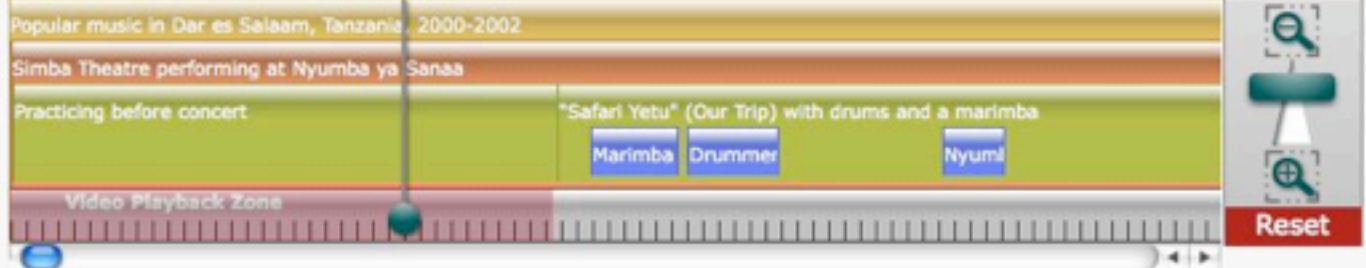 Popular music in Dar es Salaam, Tanzania, 2000-2002
Simba Theatre performing at Nyumba ya Sanaa
Practicing before concert
"Safari Yetu" (Our Trip) with drums and a marimba
Marimba
Drummer
Nyuml
Video Playback Zone
Reset